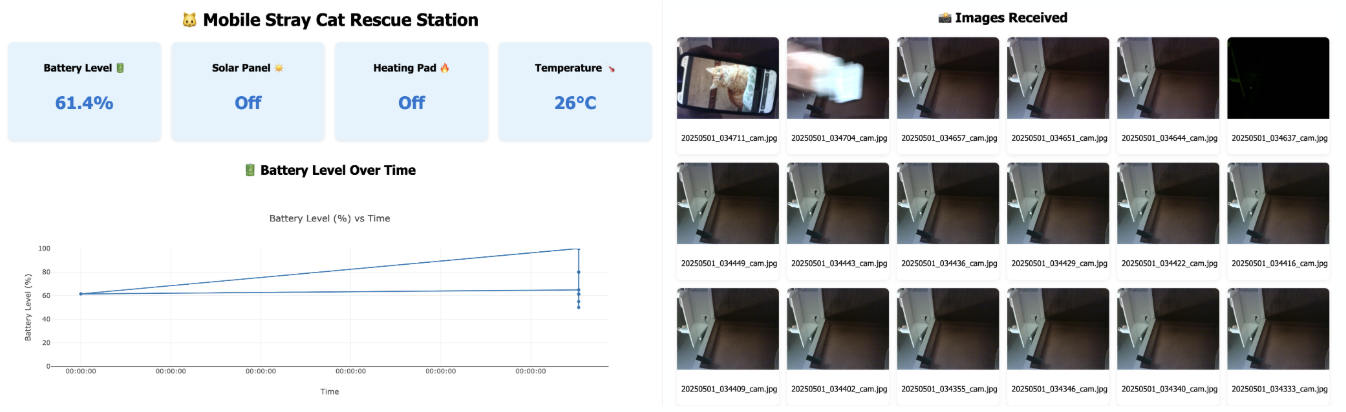 🐱 Mobile Stray Cat Rescue Station
Battery Level 🔋
Solar Panel ☀️
Heating Pad 🔥
Temperature 🌡️
61.4%
Off
Off
26°C
🔋 Battery Level Over Time
Battery Level (%) vs Time
Battery Level (%)
100
80
60
40
20
0
00:00:00 00:00:00 00:00:00 00:00:00 00:00:00 00:00:00
Time
📸 Images Received
20250501_034711_cam.jpg 20250501_034704_cam.jpg 20250501_034657_cam.jpg 20250501_034651_cam.jpg 20250501_034644_cam.jpg 20250501_034637_cam.jpg
20250501_034449_cam.jpg 20250501_034443_cam.jpg 20250501_034436_cam.jpg 20250501_034429_cam.jpg 20250501_034422_cam.jpg 20250501_034416_cam.jpg
20250501_034409_cam.jpg 20250501_034402_cam.jpg 20250501_034355_cam.jpg 20250501_034346_cam.jpg 20250501_034340_cam.jpg 20250501_034333_cam.jpg